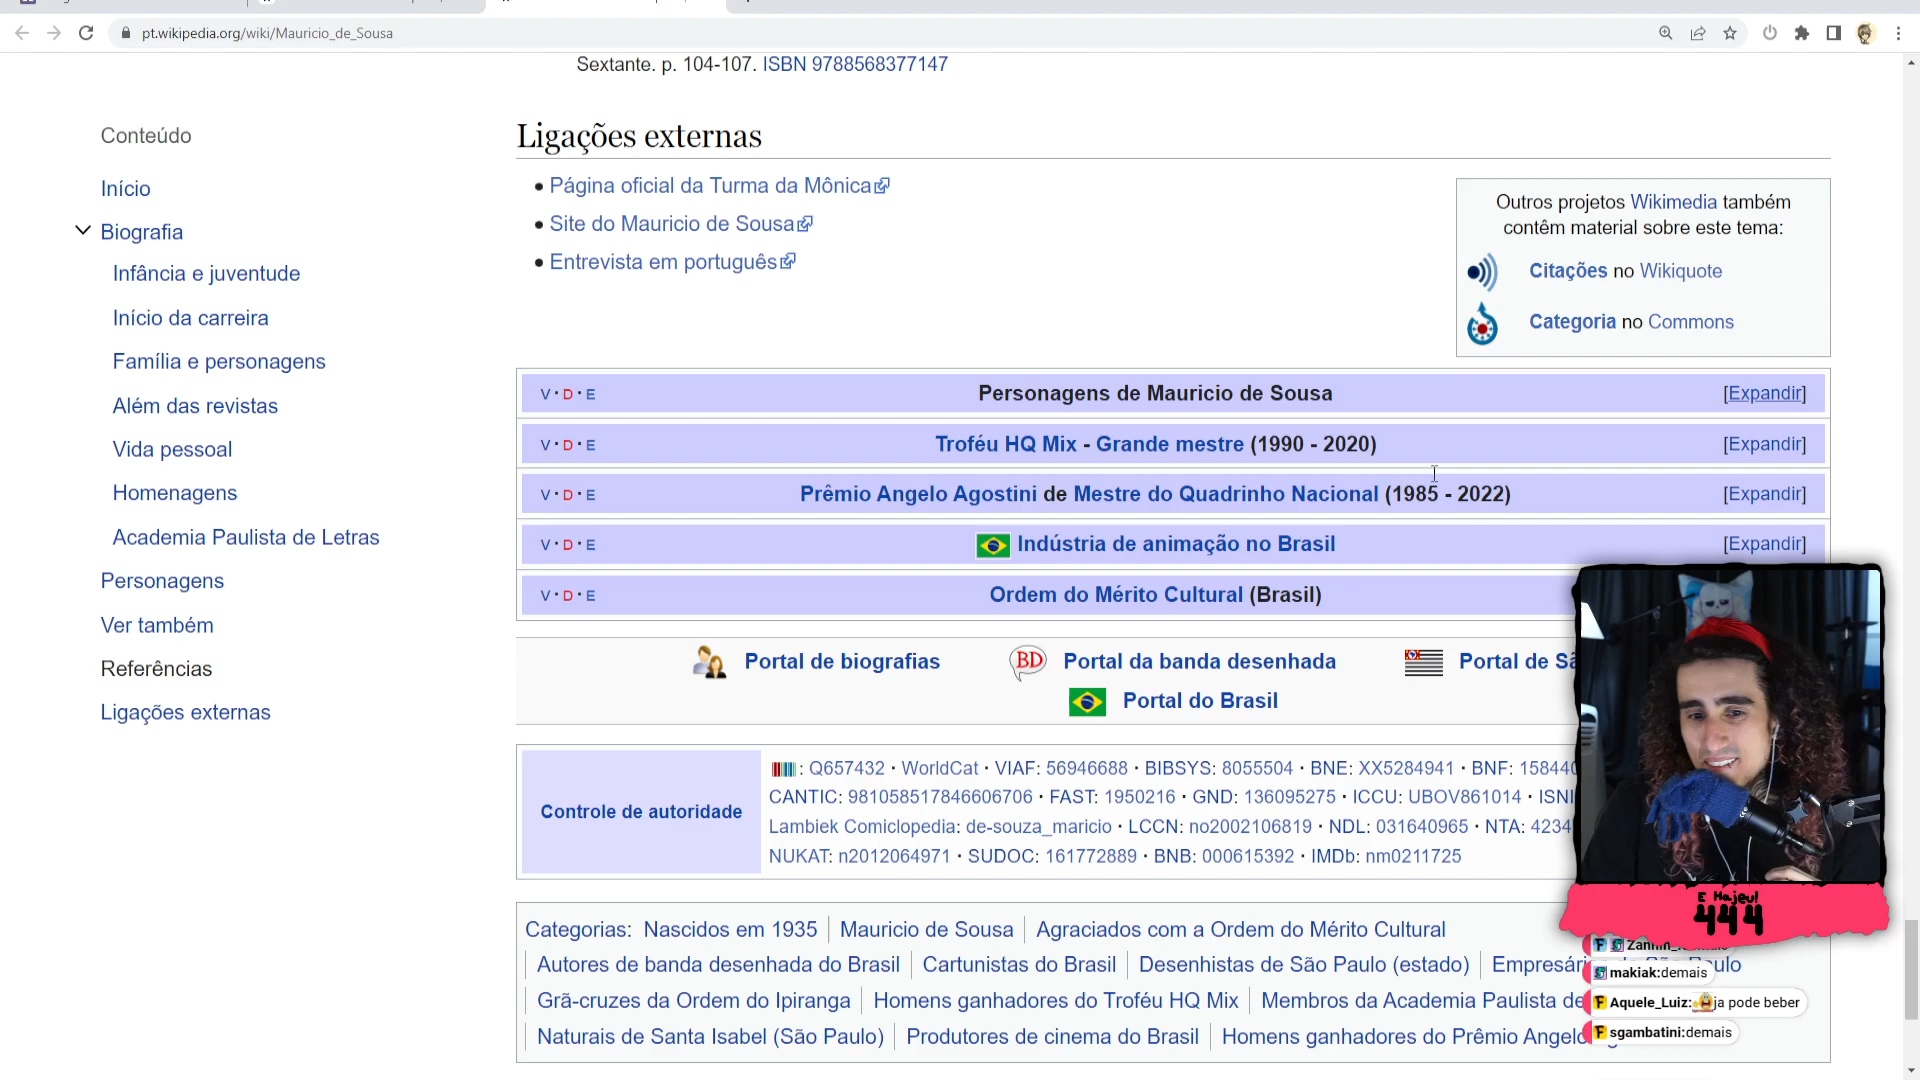 pt.wikipedia.org/wiki/Mauricio_de_Sousa
Sextante. p. 104-107. ISBN 9788568377147
Conteúdo
Início
Biografia
Infância e juventude
Início da carreira
Família e personagens
Além das revistas
Vida pessoal
Homenagens
Academia Paulista de Letras
Personagens
Ver também
Referências
Ligações externas
Ligações externas
• Página oficial da Turma da Mônica
• Site do Mauricio de Sousa
• Entrevista em português
Outros projetos Wikimedia também
contêm material sobre este tema:
Citações no Wikiquote
Categoria no Commons
V · D · E Personagens de Mauricio de Sousa [Expandir]
V · D · E Troféu HQ Mix - Grande mestre (1990 - 2020) [Expandir]
V · D · E Prêmio Angelo Agostini de Mestre do Quadrinho Nacional (1985 - 2022) [Expandir]
V · D · E Indústria de animação no Brasil [Expandir]
V · D · E Ordem do Mérito Cultural (Brasil)
Portal de biografias BD Portal da banda desenhada Portal de
Portal do Brasil
Controle de autoridade
: Q657432 · WorldCat · VIAF: 56946688 · BIBSYS: 8055504 · BNE: XX5284941 · BNF: 15844
CANTIC: 981058517846606706 · FAST: 1950216 · GND: 136095275 · ICCU: UBOV861014 · ISNI
Lambiek Comiclopedia: de-souza_maricio · LCCN: no2002106819 · NDL: 031640965 · NTA: 4234
NUKAT: n2012064971 · SUDOC: 161772889 · BNB: 000615392 · IMDb: nm0211725
Categorias: Nascidos em 1935 | Mauricio de Sousa | Agraciados com a Ordem do Mérito Cultural
Autores de banda desenhada do Brasil | Cartunistas do Brasil | Desenhistas de São Paulo (estado) |
Grã-cruzes da Ordem do Ipiranga | Homens ganhadores do Troféu HQ Mix | Membros da Academia Paulista de
Naturais de Santa Isabel (São Paulo) | Produtores de cinema do Brasil | Homens ganhadores do Prêmio Angelo
E Hajeu!
444
makiak:demais
Aquele_Luiz: ja pode beber
sgambatini:demais